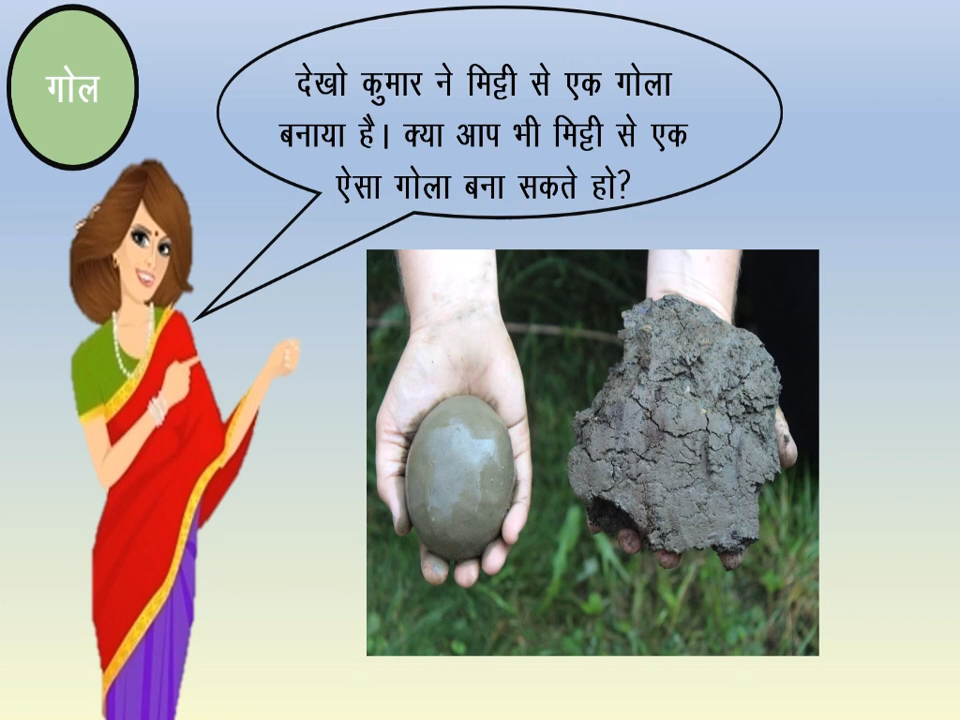 गोल
देखो कुमार ने मिट्टी से एक गोला
बनाया है। क्या आप भी मिट्टी से एक
ऐसा गोला बना सकते हो?